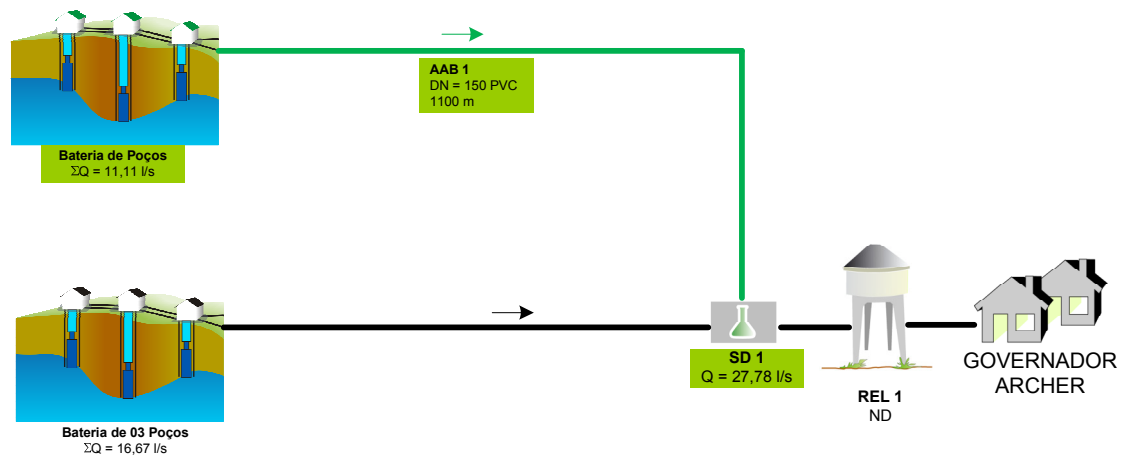 AAB 1
DN = 150 PVC
1100 m
Bateria de Poços
ΣQ = 11,11 l/s
SD 1
Q = 27,78 l/s
REL 1
ND
GOVERNADOR
ARCHER
Bateria de 03 Poços
ΣQ = 16,67 l/s